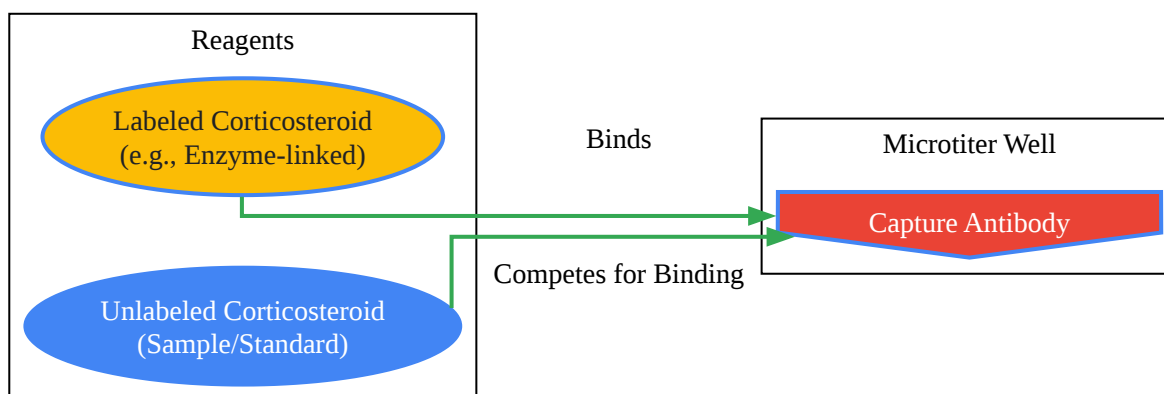 Reagents
Labeled Corticosteroid
(e.g., Enzyme-linked)
Binds
Microtiter Well
Capture Antibody
Competes for Binding
Unlabeled Corticosteroid
(Sample/Standard)